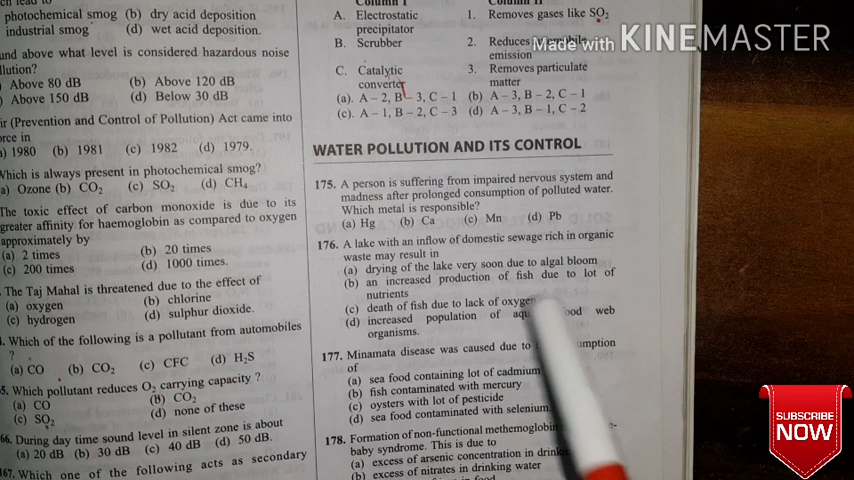 photochemical smog (b) dry acid deposition
industrial smog (d) wet acid deposition.
und above what level is considered hazardous noise
llution?
Above 80 dB (b) Above 120 dB
Above 150 dB (d) Below 30 dB
ir (Prevention and Control of Pollution) Act came into
orce in
) 1980 (b) 1981 (c) 1982 (d) 1979.
Which is always present in photochemical smog?
a) Ozone (b) CO2 (c) SO2 (d) CH4
The toxic effect of carbon monoxide is due to its
greater affinity for haemoglobin as compared to oxygen
approximately by
(a) 2 times (b) 20 times
(c) 200 times (d) 1000 times.
The Taj Mahal is threatened due to the effect of
(a) oxygen (b) chlorine
(c) hydrogen (d) sulphur dioxide.
Which of the following is a pollutant from automobiles
?
(a) CO (b) CO2 (c) CFC (d) H2S
5. Which pollutant reduces O2 carrying capacity ?
(a) CO (b) CO2
(c) SO2 (d) none of these
66. During day time sound level in silent zone is about
(a) 20 dB (b) 30 dB (c) 40 dB (d) 50 dB.
167. Which one of the following acts as secondary
Column I Column II
A. Electrostatic precipitator 1. Removes gases like SO2
B. Scrubber 2. Reduces emission
C. Catalytic converter 3. Removes particulate matter
(a). A – 2, B – 3, C – 1 (b) A – 3, B – 2, C – 1
(c). A – 1, B – 2, C – 3 (d) A – 3, B – 1, C – 2
WATER POLLUTION AND ITS CONTROL
175. A person is suffering from impaired nervous system and
madness after prolonged consumption of polluted water.
Which metal is responsible?
(a) Hg (b) Ca (c) Mn (d) Pb
176. A lake with an inflow of domestic sewage rich in organic
waste may result in
(a) drying of the lake very soon due to algal bloom
(b) an increased production of fish due to lot of
nutrients
(c) death of fish due to lack of oxygen
(d) increased population of food web
organisms.
177. Minamata disease was caused due to
of
(a) sea food containing lot of cadmium
(b) fish contaminated with mercury
(c) oysters with lot of pesticide
(d) sea food contaminated with selenium.
178. Formation of non-functional
baby syndrome. This is due to
(a) excess of arsenic concentration in
(b) excess of nitrates in drinking water
Made with KINEMASTER
SUBSCRIBE
NOW